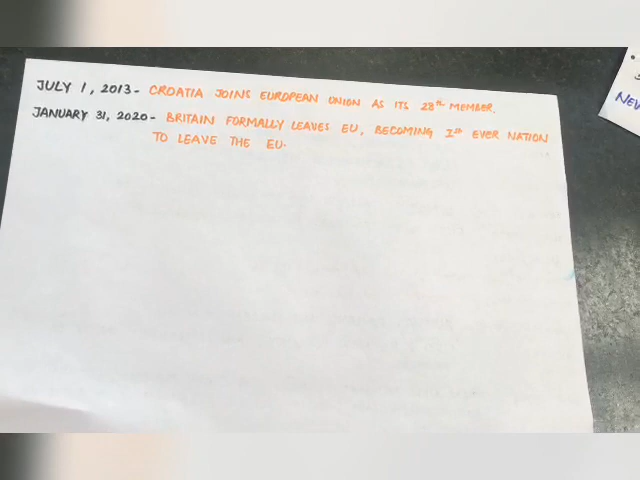 JULY 1, 2013- CROATIA JOINS EUROPEAN UNION AS ITS 28th MEMBER.
JANUARY 31, 2020- BRITAIN FORMALLY LEAVES EU, BECOMING 1st EVER NATION
TO LEAVE THE EU.